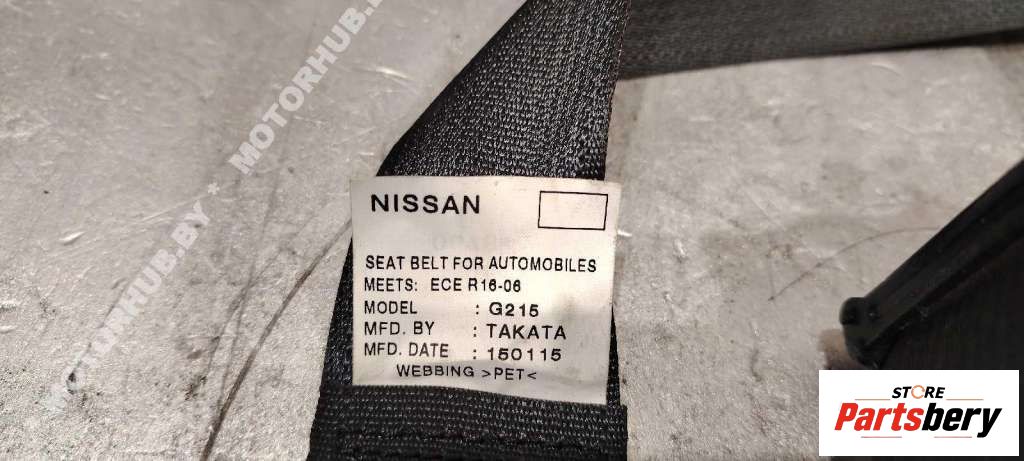 MOTORHUB.BY * MOTORHUB.BY
NISSAN
SEAT BELT FOR AUTOMOBILES
MEETS: ECE R16-06
MODEL : G215
MFD. BY : TAKATA
MFD. DATE : 150115
WEBBING >PET<
STORE
Partsbery